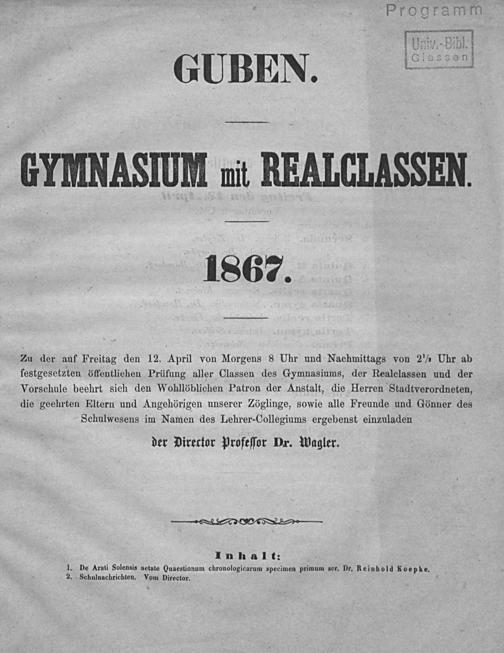 Programm
Univ.-Bibl.
Giessen
GUBEN.
GYMNASIUM mit REALCLASSEN.
1867.
Zu der auf Freitag den 12. April von Morgens 8 Uhr und Nachmittags von 2½ Uhr ab
festgesetzten öffentlichen Prüfung aller Classen des Gymnasiums, der Realclassen und der
Vorschule beehrt sich den Wohllöblichen Patron der Anstalt, die Herren Stadtverordneten,
die geehrten Eltern und Angehörigen unserer Zöglinge, sowie alle Freunde und Gönner des
Schulwesens im Namen des Lehrer-Collegiums ergebenst einzuladen
der Director Professor Dr. Wagler.
Inhalt:
1. De Arati Solensis aetate Quaestionum chronologicarum specimen primum scr. Dr. Reinhold Koepke.
2. Schulnachrichten. Vom Director.